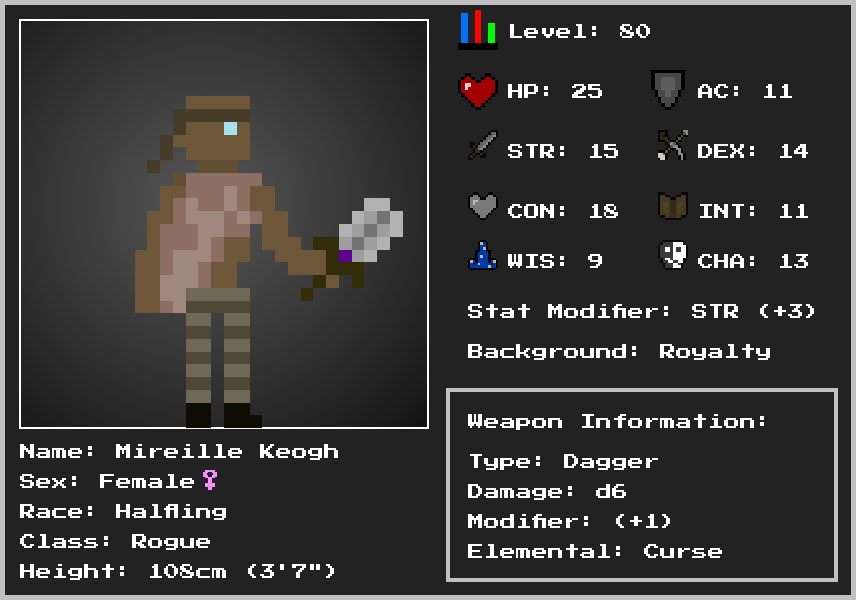 Level: 80
HP: 25 AC: 11
STR: 15 DEX: 14
CON: 18 INT: 11
WIS: 9 CHA: 13
Stat Modifier: STR (+3)
Background: Royalty
Weapon Information:
Type: Dagger
Damage: d6
Modifier: (+1)
Elemental: Curse
Name: Mireille Keogh
Sex: Female♀
Race: Halfling
Class: Rogue
Height: 108cm (3'7")